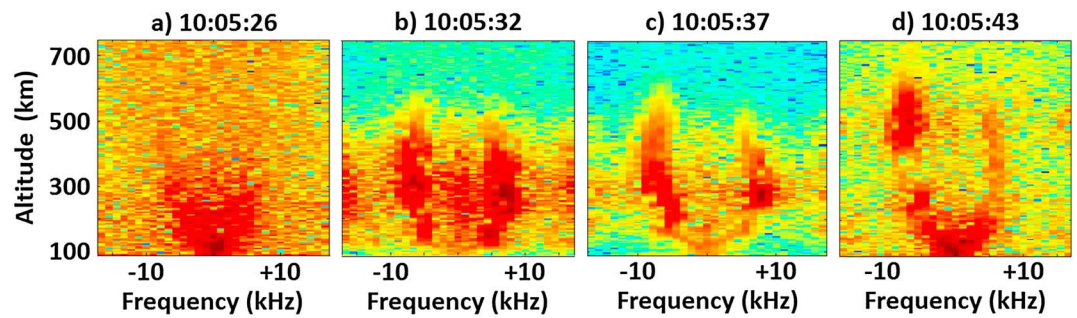 a) 10:05:26
b) 10:05:32
c) 10:05:37
d) 10:05:43
Altitude (km)
700
500
300
100
-10
+10
-10
+10
-10
+10
-10
+10
Frequency (kHz)
Frequency (kHz)
Frequency (kHz)
Frequency (kHz)